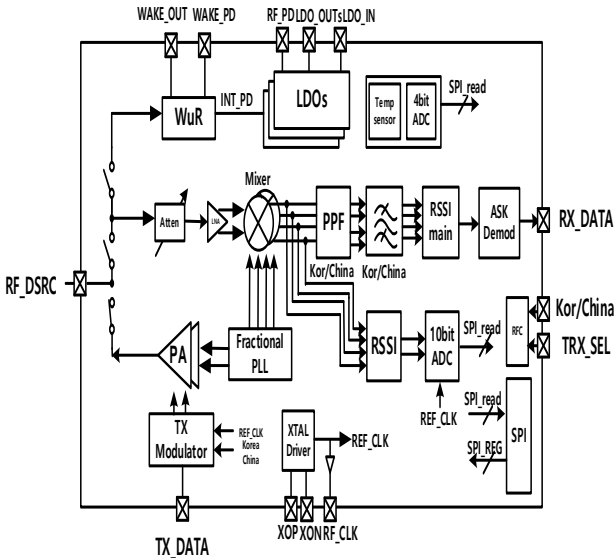 WAKE_OUT WAKE_PD RF_PD LDO_OUTs LDO_IN
WuR
INT_PD
LDOs
Temp
sensor
4bit
ADC
SPI_read
Mixer
Atten
LNA
PPF
Kor/China
Kor/China
RSSI
main
ASK
Demod
RX_DATA
RF_DSRC
PA
Fractional
PLL
RSSI
10bit
ADC
SPI_read
REF_CLK
RFC
Kor/China
TRX_SEL
TX
Modulator
REF_CLK
Korea
China
XTAL
Driver
REF_CLK
SPI_read
SPI_REG
SPI
TX_DATA
XOP XON RF_CLK